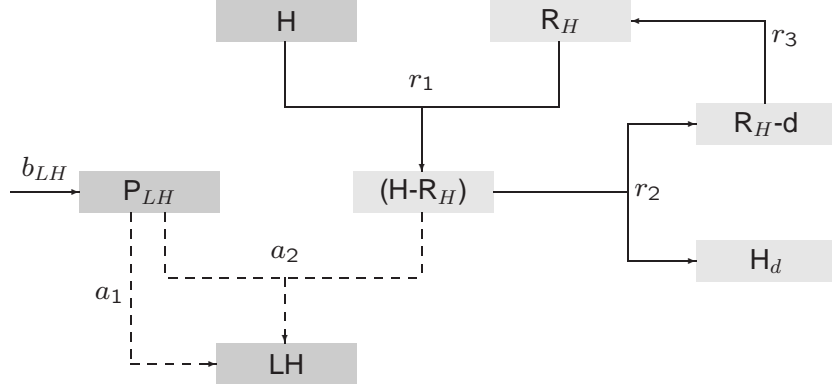 H
R_H
r_3
r_1
R_H-d
b_LH
P_LH
(H-R_H)
r_2
a_2
H_d
a_1
LH